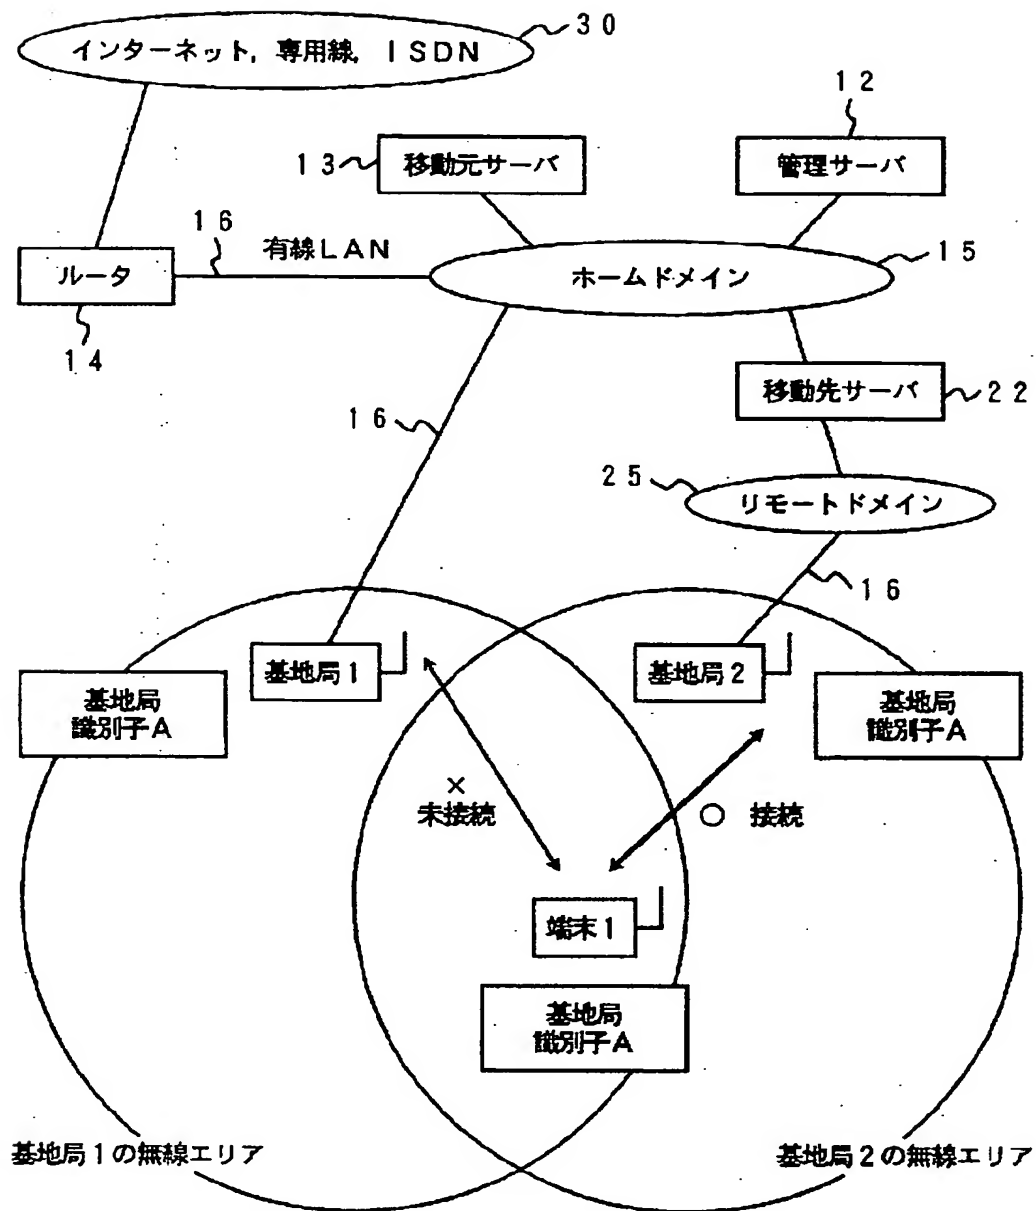 インターネット, 専用線, ISDN
30
12
13
移動元サーバ
管理サーバ
16
有線LAN
ルータ
ホームドメイン
15
14
移動先サーバ
22
16
25
リモートドメイン
16
基地局1
基地局2
基地局
識別子A
基地局
識別子A
×
未接続
○ 接続
端末1
基地局
識別子A
基地局1の無線エリア
基地局2の無線エリア